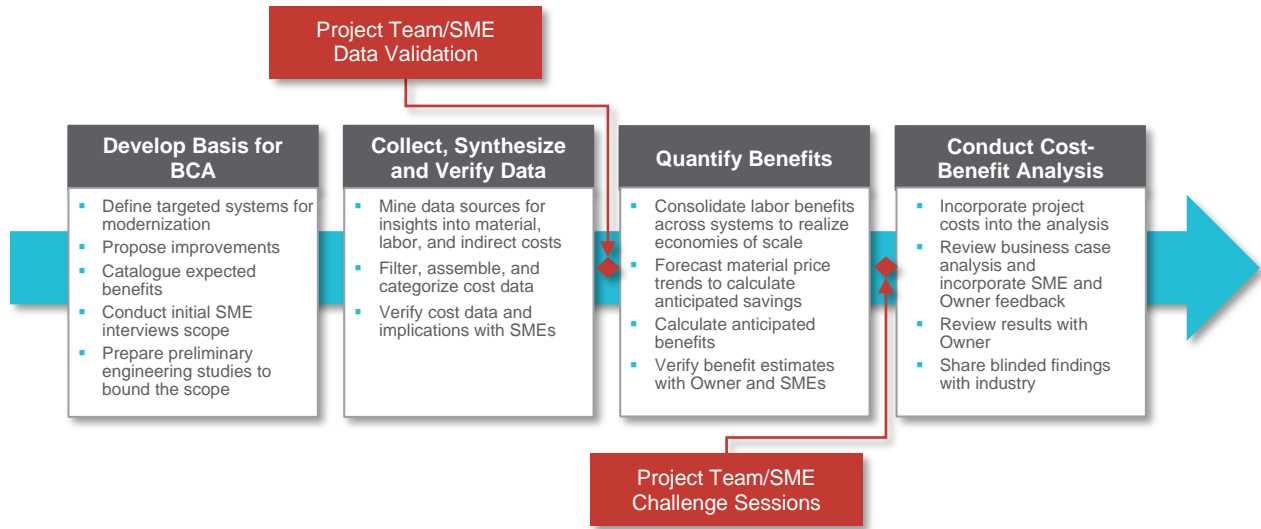 Project Team/SME
Data Validation
Develop Basis for
BCA
Define targeted systems for
modernization
Propose improvements
Catalogue expected
benefits
Conduct initial SME
interviews scope
Prepare preliminary
engineering studies to
bound the scope
Collect, Synthesize
and Verify Data
Mine data sources for
insights into material,
labor, and indirect costs
Filter, assemble, and
categorize cost data
Verify cost data and
implications with SMEs
Quantify Benefits
Consolidate labor benefits
across systems to realize
economies of scale
Forecast material price
trends to calculate
anticipated savings
Calculate anticipated
benefits
Verify benefit estimates
with Owner and SMEs
Conduct Cost-
Benefit Analysis
Incorporate project
costs into the analysis
Review business case
analysis and
incorporate SME and
Owner feedback
Review results with
Owner
Share blinded findings
with industry
Project Team/SME
Challenge Sessions